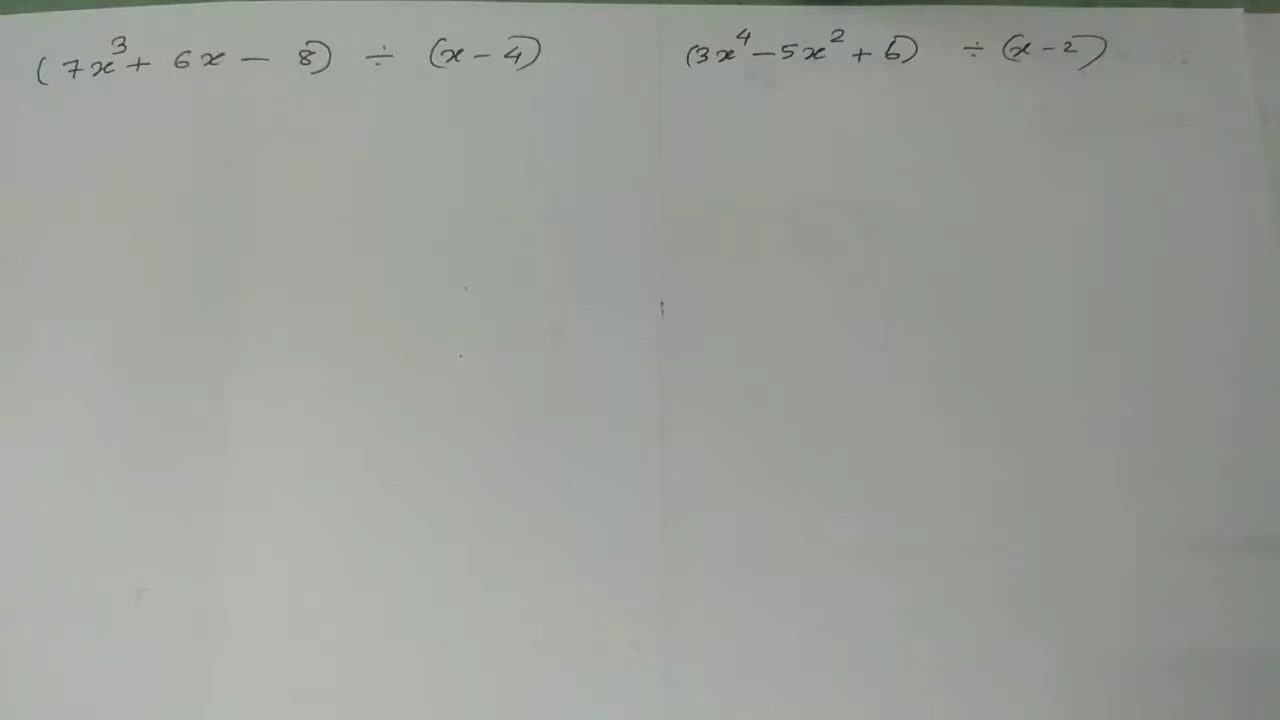 (7x³ + 6x − 8) ÷ (x − 4)
(3x⁴ − 5x² + 6) ÷ (x − 2)